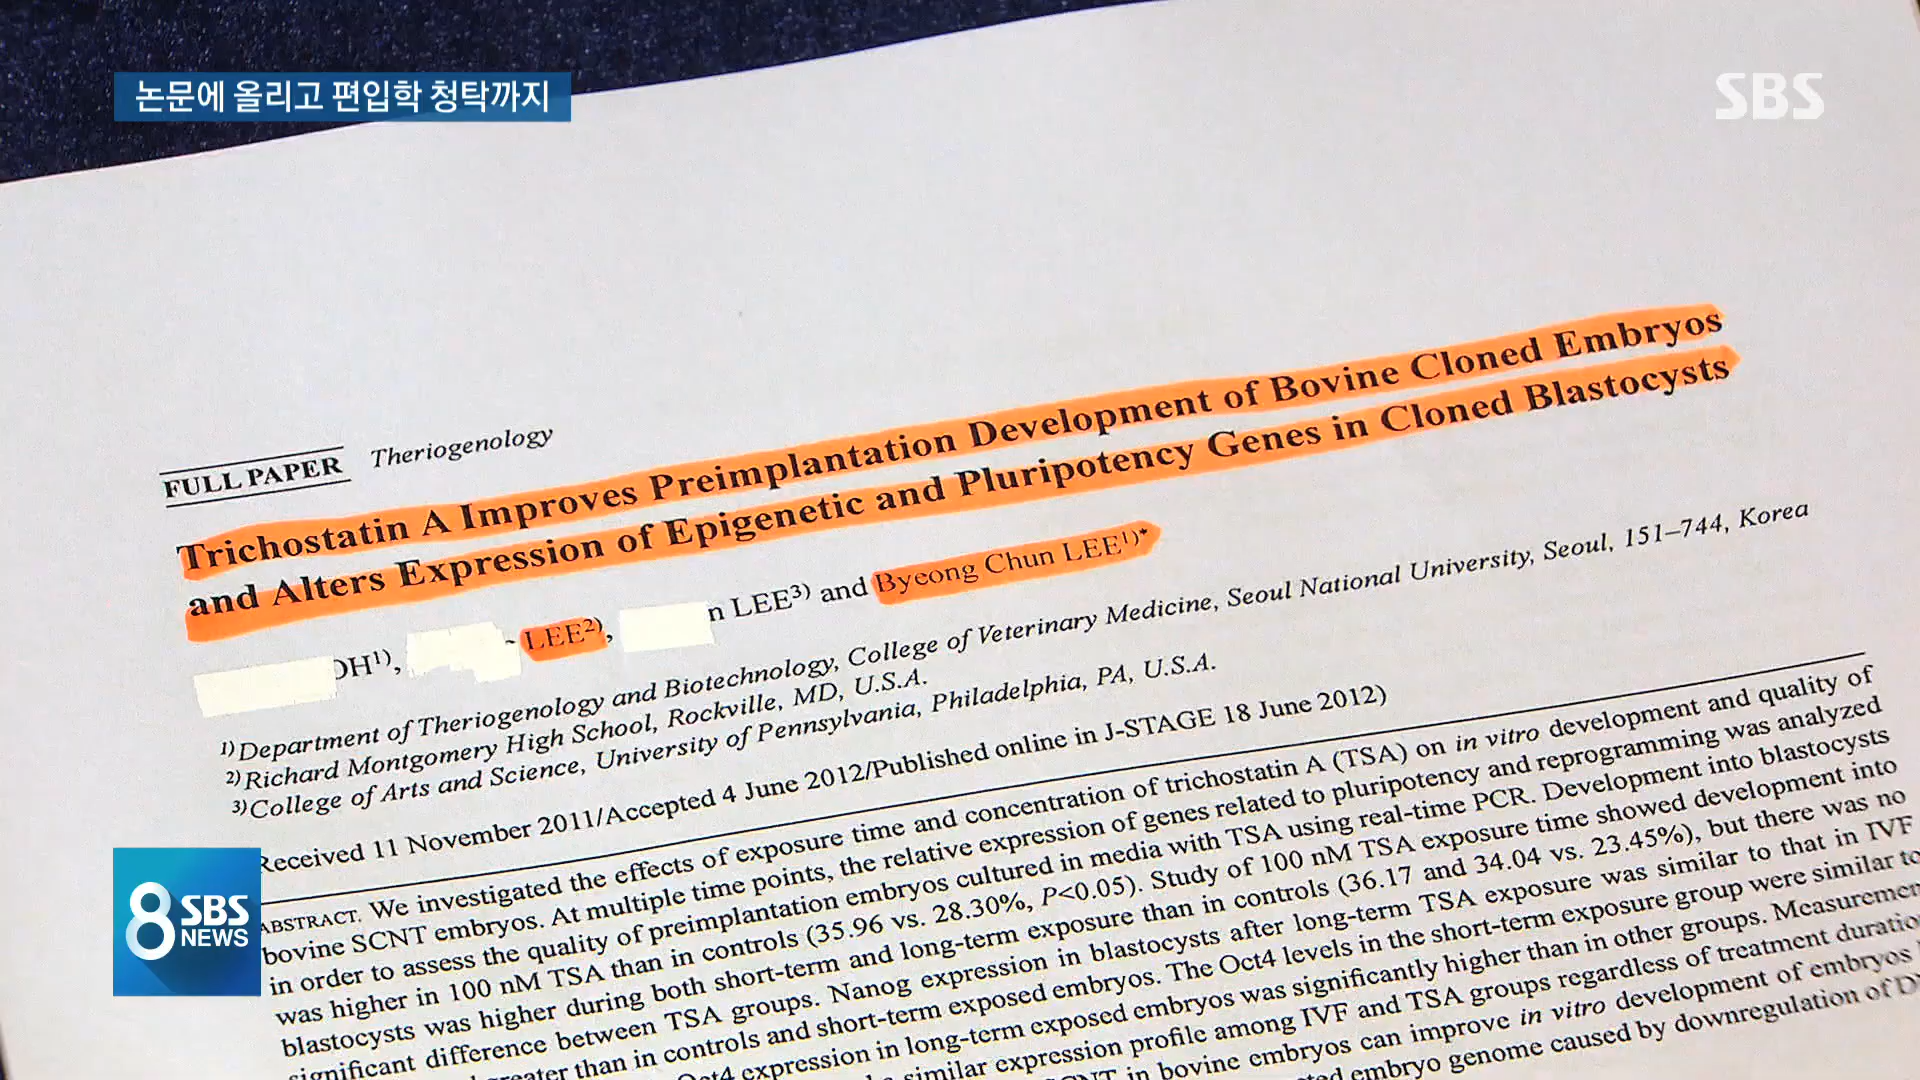 논문에 올리고 편입학 청탁까지
SBS
FULL PAPER Theriogenology
Trichostatin A Improves Preimplantation Development of Bovine Cloned Embryos
and Alters Expression of Epigenetic and Pluripotency Genes in Cloned Blastocysts
OH1), LEE2), n LEE3) and Byeong Chun LEE1)*
1)Department of Theriogenology and Biotechnology, College of Veterinary Medicine, Seoul National University, Seoul, 151–744, Korea
2)Richard Montgomery High School, Rockville, MD, U.S.A.
3)College of Arts and Science, University of Pennsylvania, Philadelphia, PA, U.S.A.
Received 11 November 2011/Accepted 4 June 2012/Published online in J-STAGE 18 June 2012)
ABSTRACT. We investigated the effects of exposure time and concentration of trichostatin A (TSA) on in vitro development and quality of
bovine SCNT embryos. At multiple time points, the relative expression of genes related to pluripotency and reprogramming was analyzed
in order to assess the quality of preimplantation embryos cultured in media with TSA using real-time PCR. Development into blastocysts
was higher in 100 nM TSA than in controls (35.96 vs. 28.30%, P<0.05). Study of 100 nM TSA exposure time showed development into
blastocysts was higher during both short-term and long-term exposure than in controls (36.17 and 34.04 vs. 23.45%), but there was no
significant difference between TSA groups. Nanog expression in blastocysts after long-term TSA exposure was similar to that in IVF
greater than in controls and short-term exposed embryos. The Oct4 levels in the short-term exposure group were similar to
Oct4 expression in long-term exposed embryos was significantly higher than in other groups. Measuremen
similar expression profile among IVF and TSA groups regardless of treatment duratio
SCNT in bovine embryos can improve in vitro development of embryos
embryo genome caused by downregulation of D
8 SBS NEWS